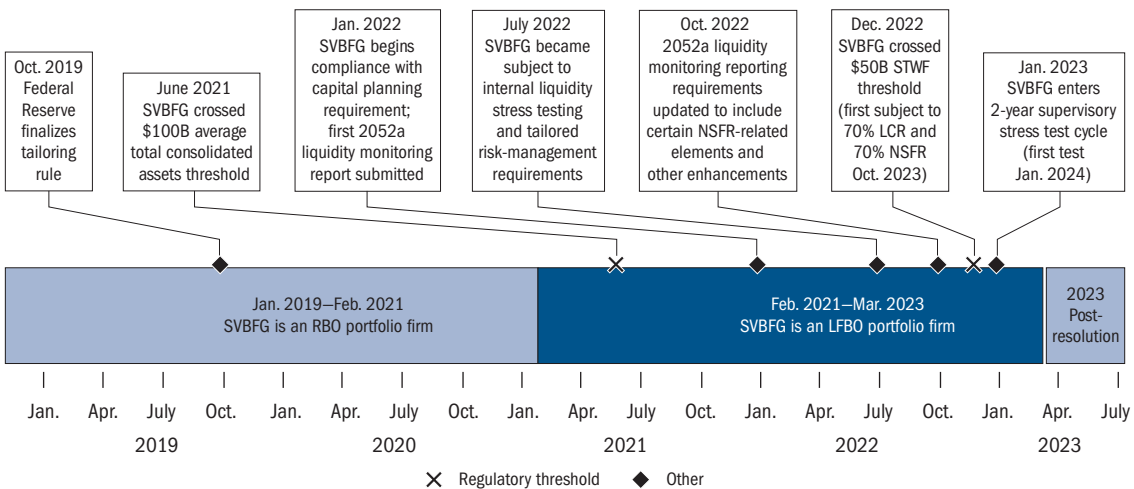 Oct. 2019
Federal
Reserve
finalizes
tailoring
rule
June 2021
SVBFG crossed
$100B average
total consolidated
assets threshold
Jan. 2022
SVBFG begins
compliance with
capital planning
requirement;
first 2052a
liquidity monitoring
report submitted
July 2022
SVBFG became
subject to
internal liquidity
stress testing
and tailored
risk-management
requirements
Oct. 2022
2052a liquidity
monitoring reporting
requirements
updated to include
certain NSFR-related
elements and
other enhancements
Dec. 2022
SVBFG crossed
$50B STWF
threshold
(first subject to
70% LCR and
70% NSFR
Oct. 2023)
Jan. 2023
SVBFG enters
2-year supervisory
stress test cycle
(first test
Jan. 2024)
Jan. 2019–Feb. 2021
SVBFG is an RBO portfolio firm
Feb. 2021–Mar. 2023
SVBFG is an LFBO portfolio firm
2023
Post-
resolution
Jan. Apr. July Oct. Jan. Apr. July Oct. Jan. Apr. July Oct. Jan. Apr. July Oct. Jan. Apr. July
2019 2020 2021 2022 2023
Regulatory threshold Other